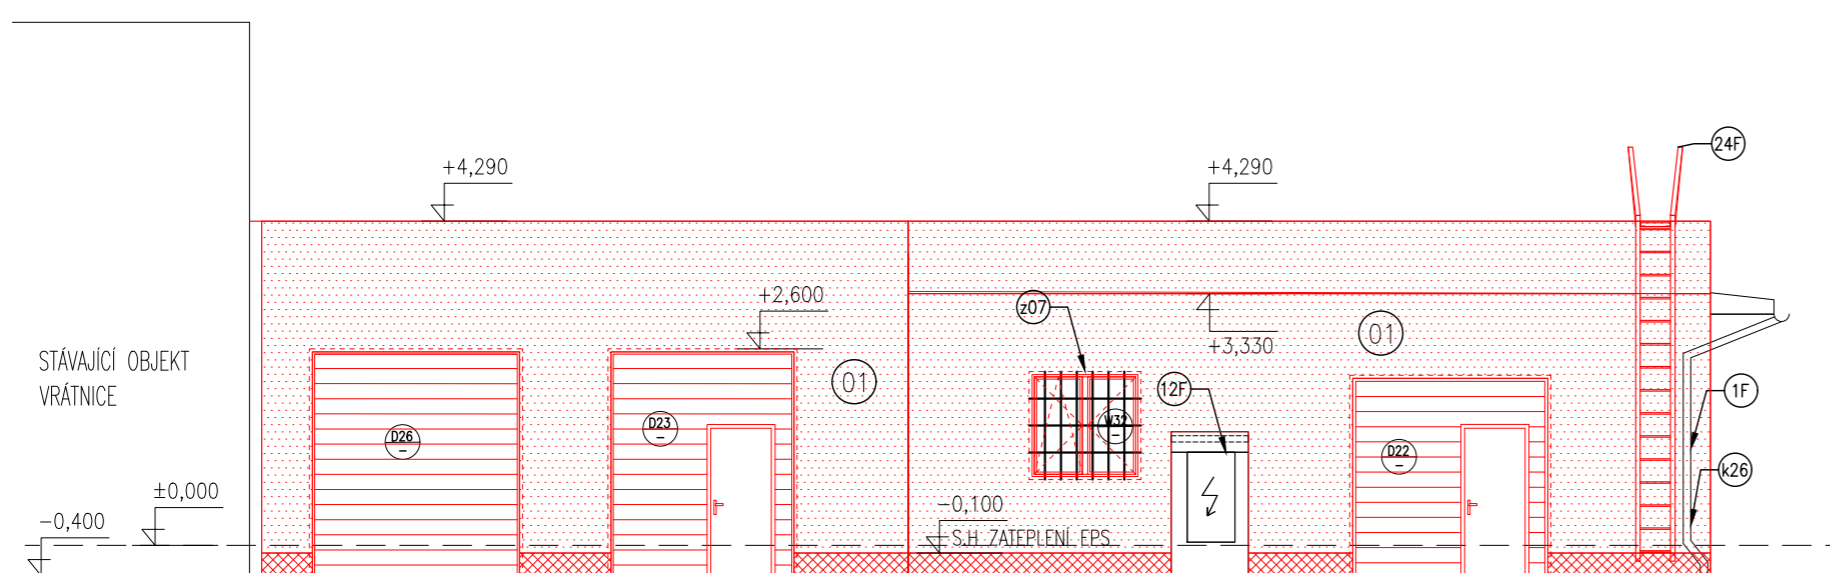 24F
+4,290
+4,290
+2,600
z07
01
+3,330
STÁVAJÍCÍ OBJEKT
VRÁTNICE
01
12F
1F
D23
–
W32
–
D26
–
D22
–
k26
±0,000
-0,100
-0,400
S.H. ZATEPLENÍ EPS